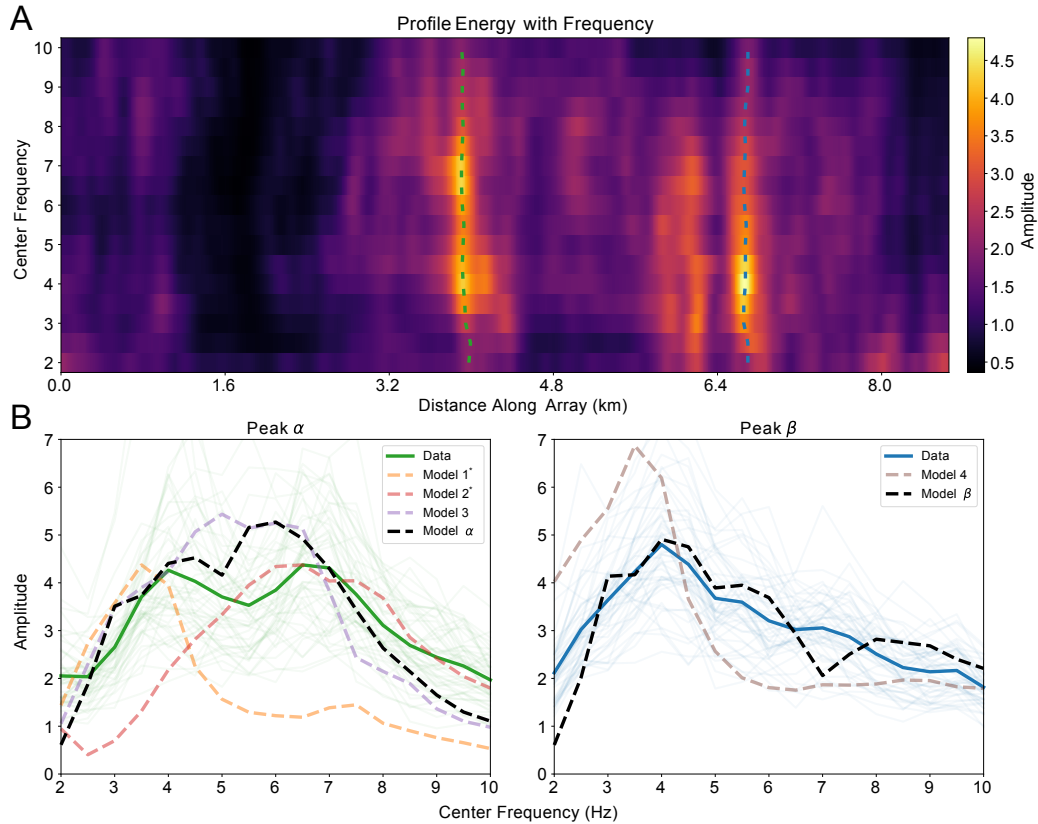 A
Profile Energy with Frequency
10
9
8
7
6
5
4
3
2
Center Frequency
0.0 1.6 3.2 4.8 6.4 8.0
Distance Along Array (km)
4.5
4.0
3.5
3.0
2.5
2.0
1.5
1.0
0.5
Amplitude
B
Peak α
7
6
5
4
3
2
1
0
Amplitude
Data
Model 1*
Model 2*
Model 3
Model α
2 3 4 5 6 7 8 9 10
Peak β
7
6
5
4
3
2
1
0
Data
Model 4
Model β
2 3 4 5 6 7 8 9 10
Center Frequency (Hz)